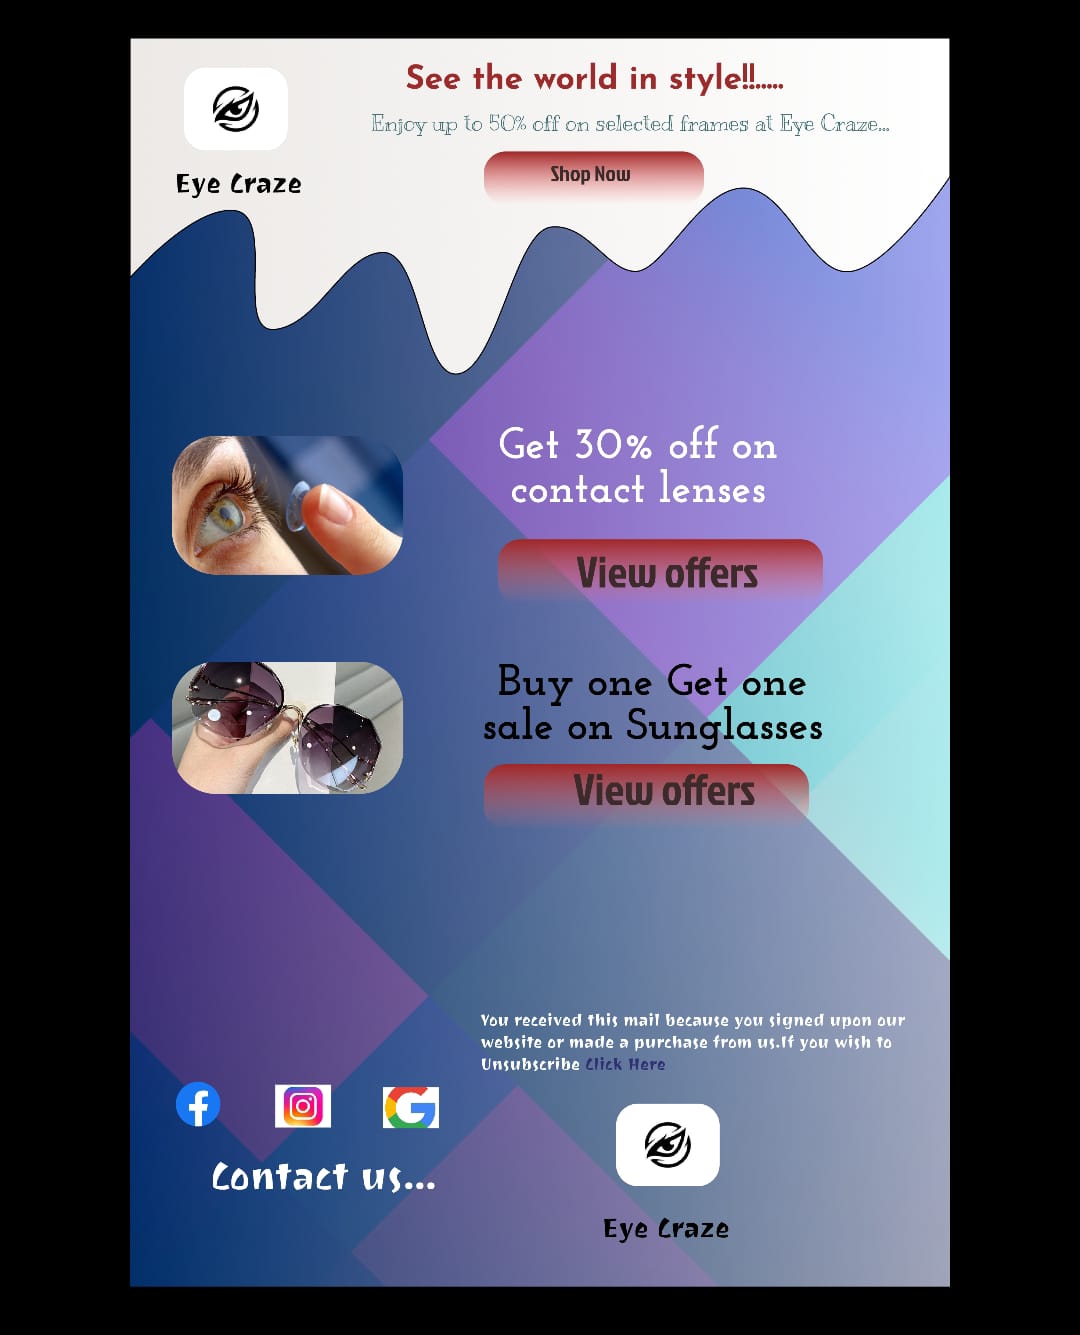 See the world in style!!.....
Enjoy up to 50% off on selected frames at Eye Craze...
Shop Now
Eye Craze
Get 30% off on
contact lenses
View offers
Buy one Get one
sale on Sunglasses
View offers
You received this mail because you signed upon our
website or made a purchase from us.If you wish to
Unsubscribe Click Here
Contact us...
Eye Craze